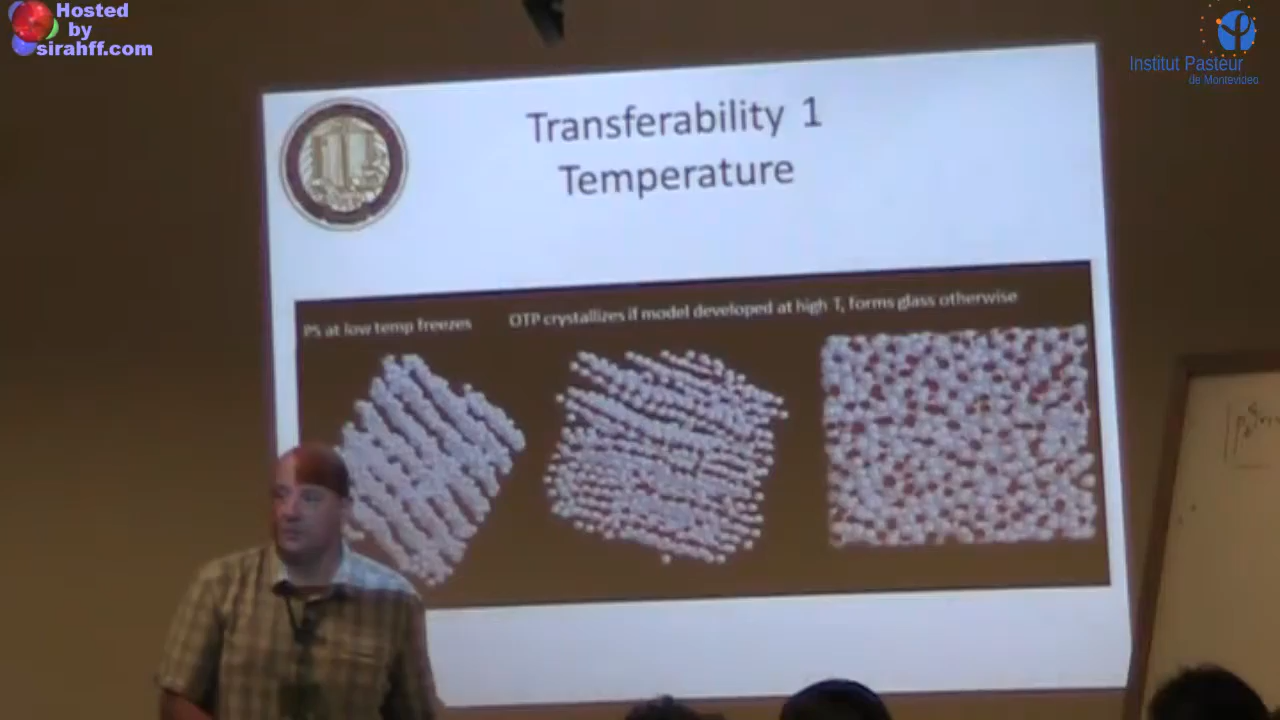 Hosted
by
sirahff.com
Institut Pasteur
de Montevideo
Transferability 1
Temperature
PS at low temp freezes
OTP crystallizes if model developed at high T, forms glass otherwise